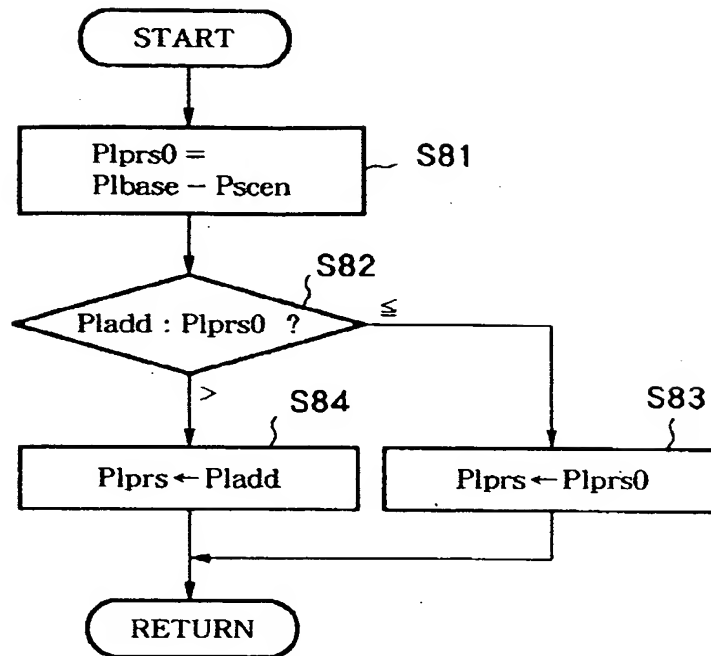 START
Plprs0 =
Plbase – Pscen
S81
S82
Pladd : Plprs0 ?
≦
>
S84
S83
Plprs ← Pladd
Plprs ← Plprs0
RETURN